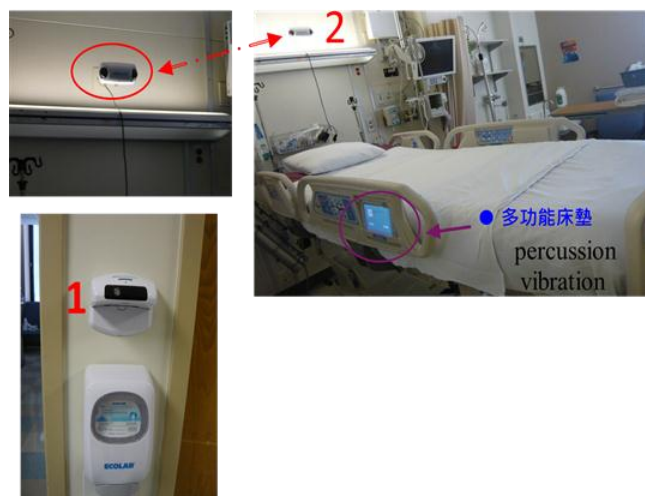 2
● 多功能床墊
percussion
vibration
1
ECOLAB